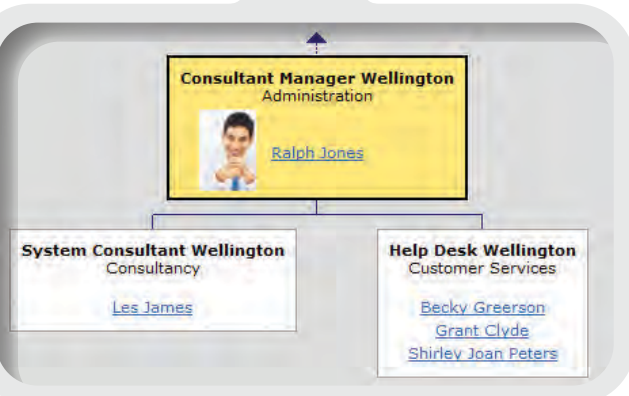 Consultant Manager Wellington
Administration
Ralph Jones
System Consultant Wellington
Consultancy
Les James
Help Desk Wellington
Customer Services
Becky Greerson
Grant Clyde
Shirley Joan Peters